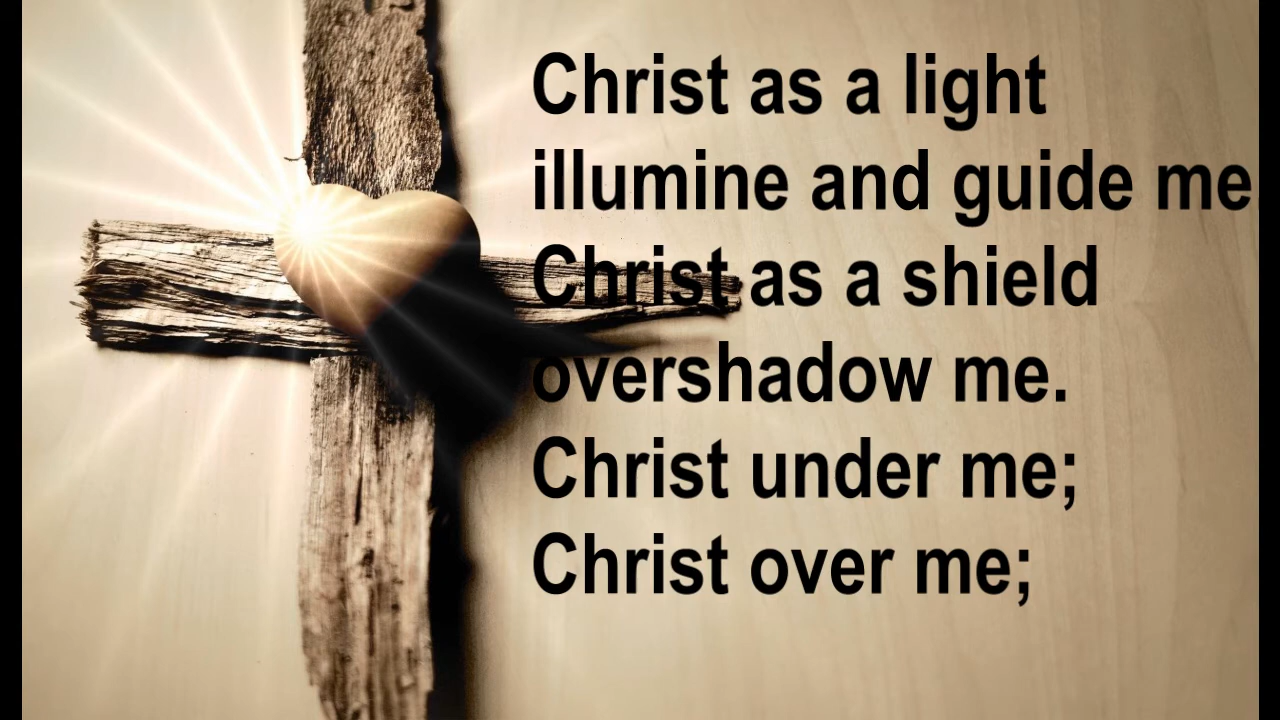 Christ as a light
illumine and guide me
Christ as a shield
overshadow me.
Christ under me;
Christ over me;